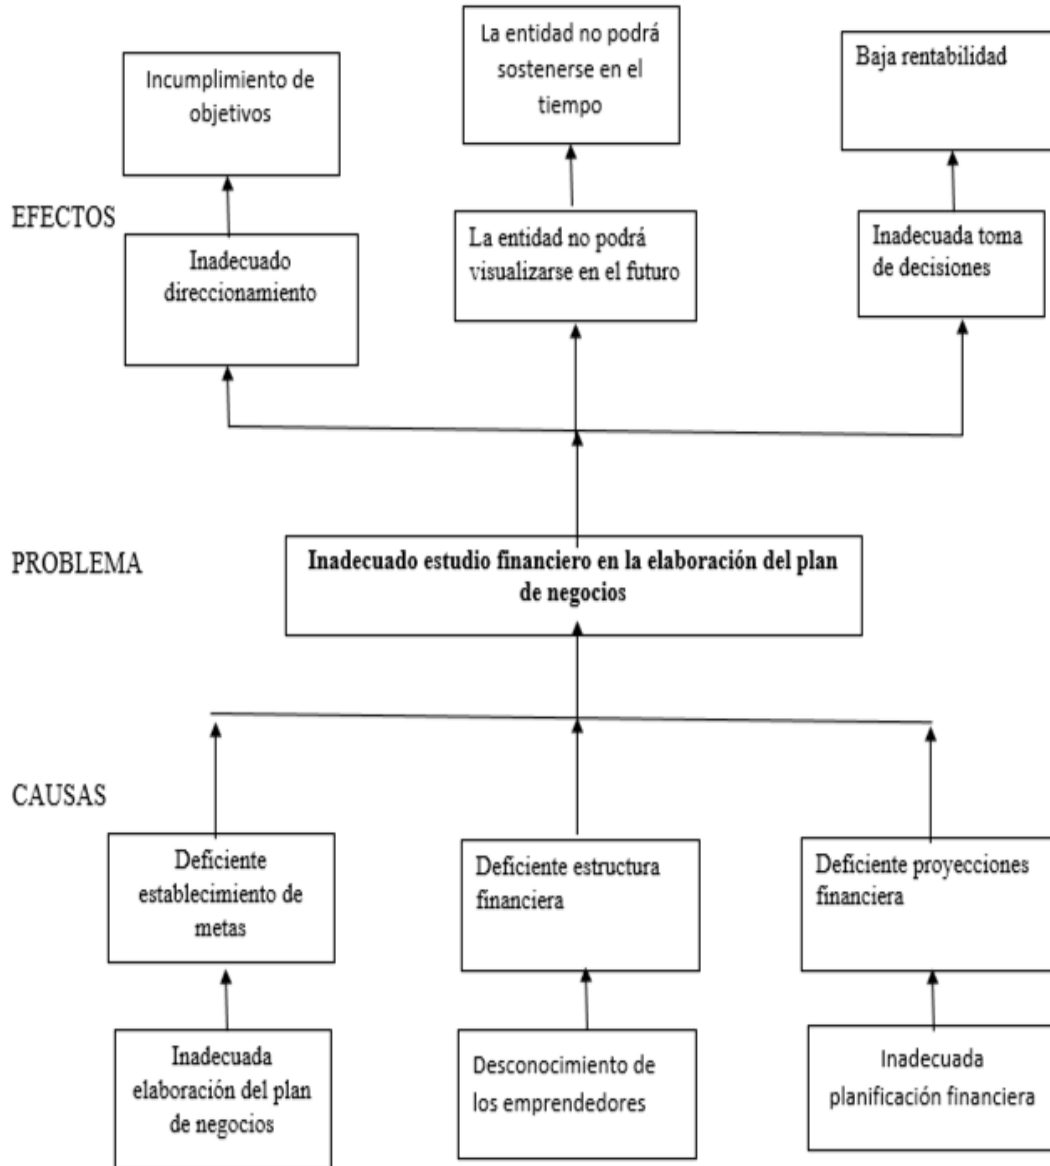 La entidad no podrá
sostenerse en el
tiempo
Incumplimiento de
objetivos
Baja rentabilidad
EFECTOS
Inadecuado
direccionamiento
La entidad no podrá
visualizarse en el futuro
Inadecuada toma
de decisiones
PROBLEMA
Inadecuado estudio financiero en la elaboración del plan
de negocios
CAUSAS
Deficiente
establecimiento de
metas
Deficiente estructura
financiera
Deficiente proyecciones
financiera
Inadecuada
elaboración del plan
de negocios
Desconocimiento de
los emprendedores
Inadecuada
planificación financiera